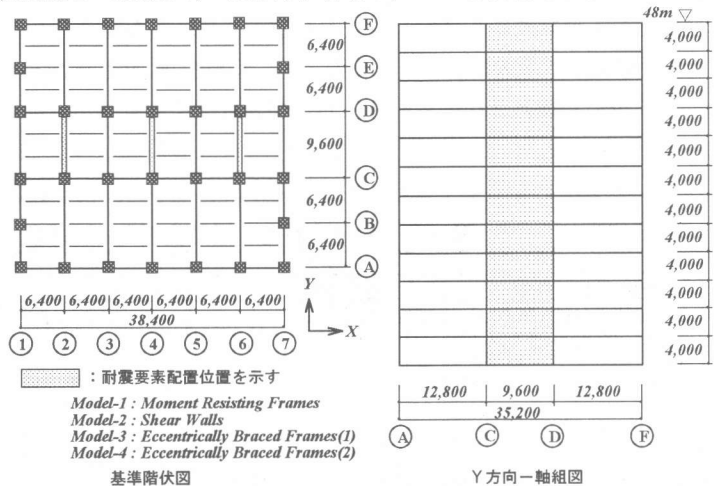 F
6,400
E
6,400
D
9,600
C
6,400
B
6,400
A
6,400 6,400 6,400 6,400 6,400 6,400
38,400
1 2 3 4 5 6 7
Y
X
：耐震要素配置位置を示す
Model-1 : Moment Resisting Frames
Model-2 : Shear Walls
Model-3 : Eccentrically Braced Frames(1)
Model-4 : Eccentrically Braced Frames(2)
基準階伏図
48m
4,000
4,000
4,000
4,000
4,000
4,000
4,000
4,000
4,000
4,000
4,000
4,000
12,800 9,600 12,800
35,200
A C D F
Y方向ー軸組図